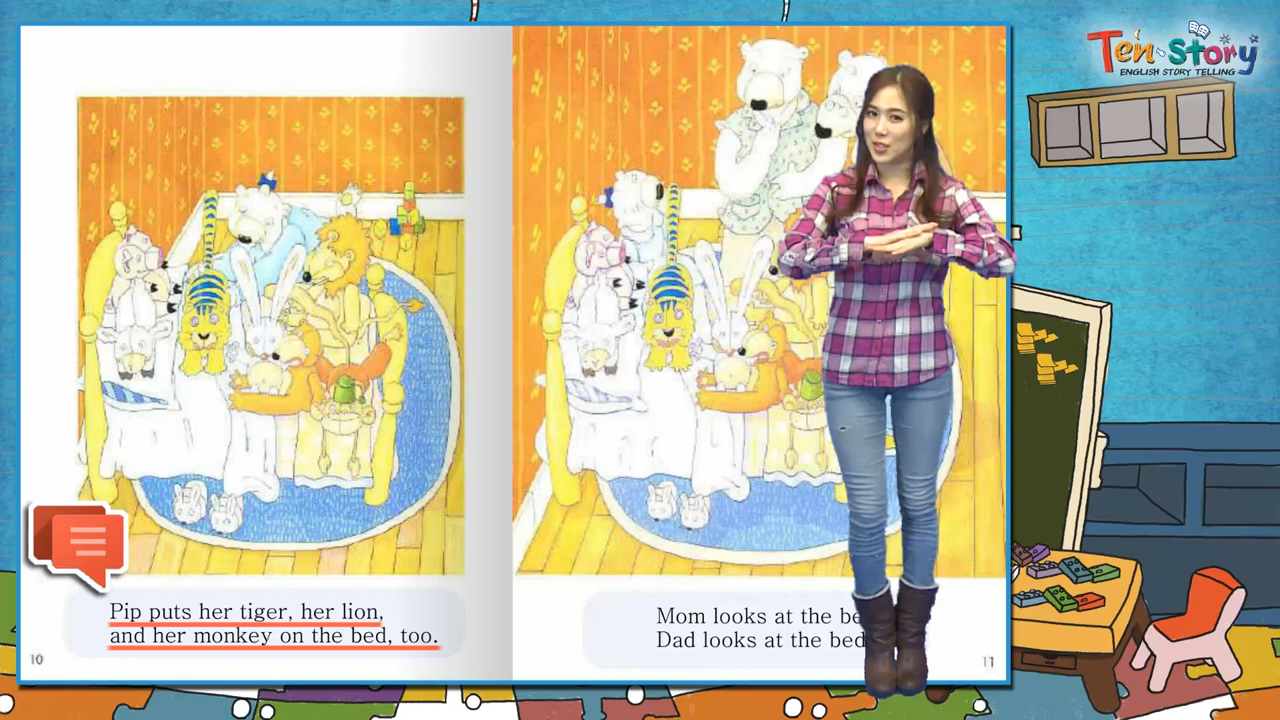 Ten-Story
ENGLISH STORY TELLING
Pip puts her tiger, her lion,
and her monkey on the bed, too.
10
Mom looks at the be
Dad looks at the bed
11